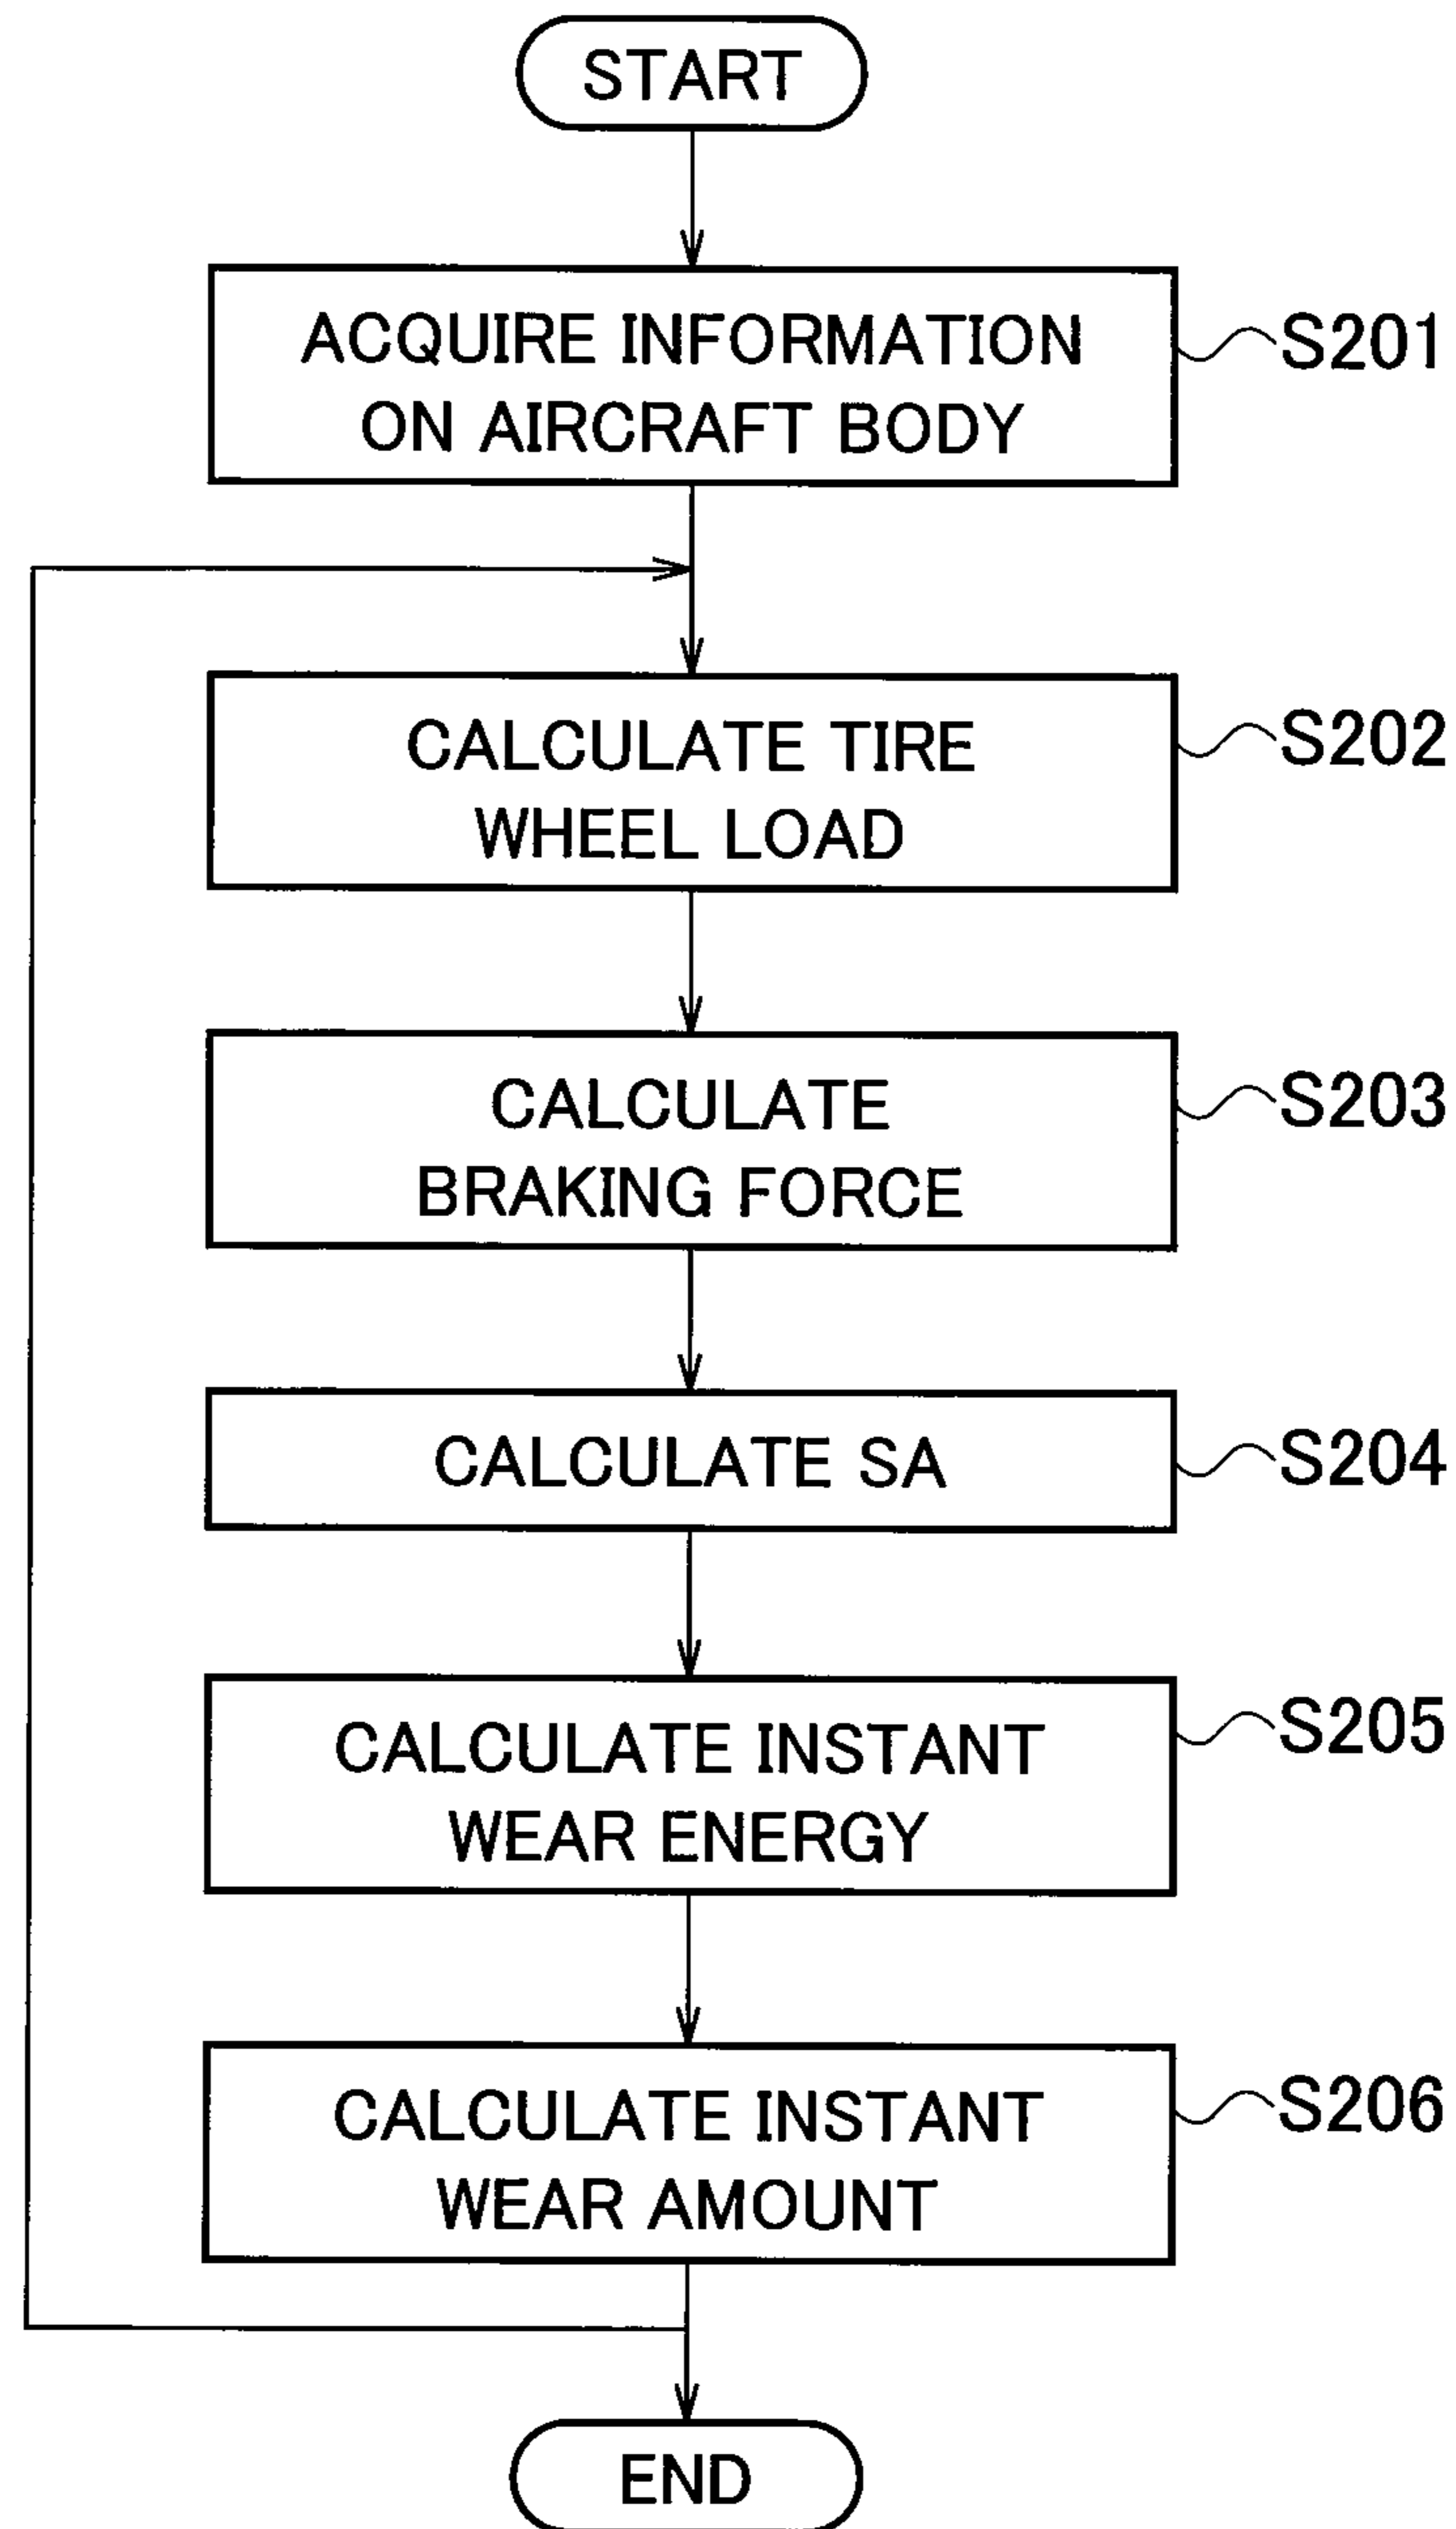 START
ACQUIRE INFORMATION
ON AIRCRAFT BODY
S201
CALCULATE TIRE
WHEEL LOAD
S202
CALCULATE
BRAKING FORCE
S203
CALCULATE SA
S204
CALCULATE INSTANT
WEAR ENERGY
S205
CALCULATE INSTANT
WEAR AMOUNT
S206
END